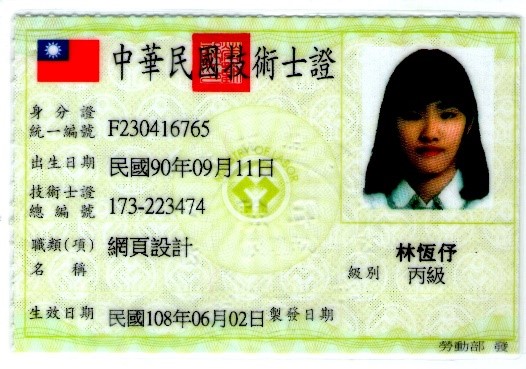 中華民國技術士證
身分證
統一編號 F230416765
出生日期 民國90年09月11日
技術士證
總編號 173-223474
職類(項)
名稱 網頁設計
林恆伃
級別 丙級
生效日期 民國108年06月02日 製發日期
勞動部 發